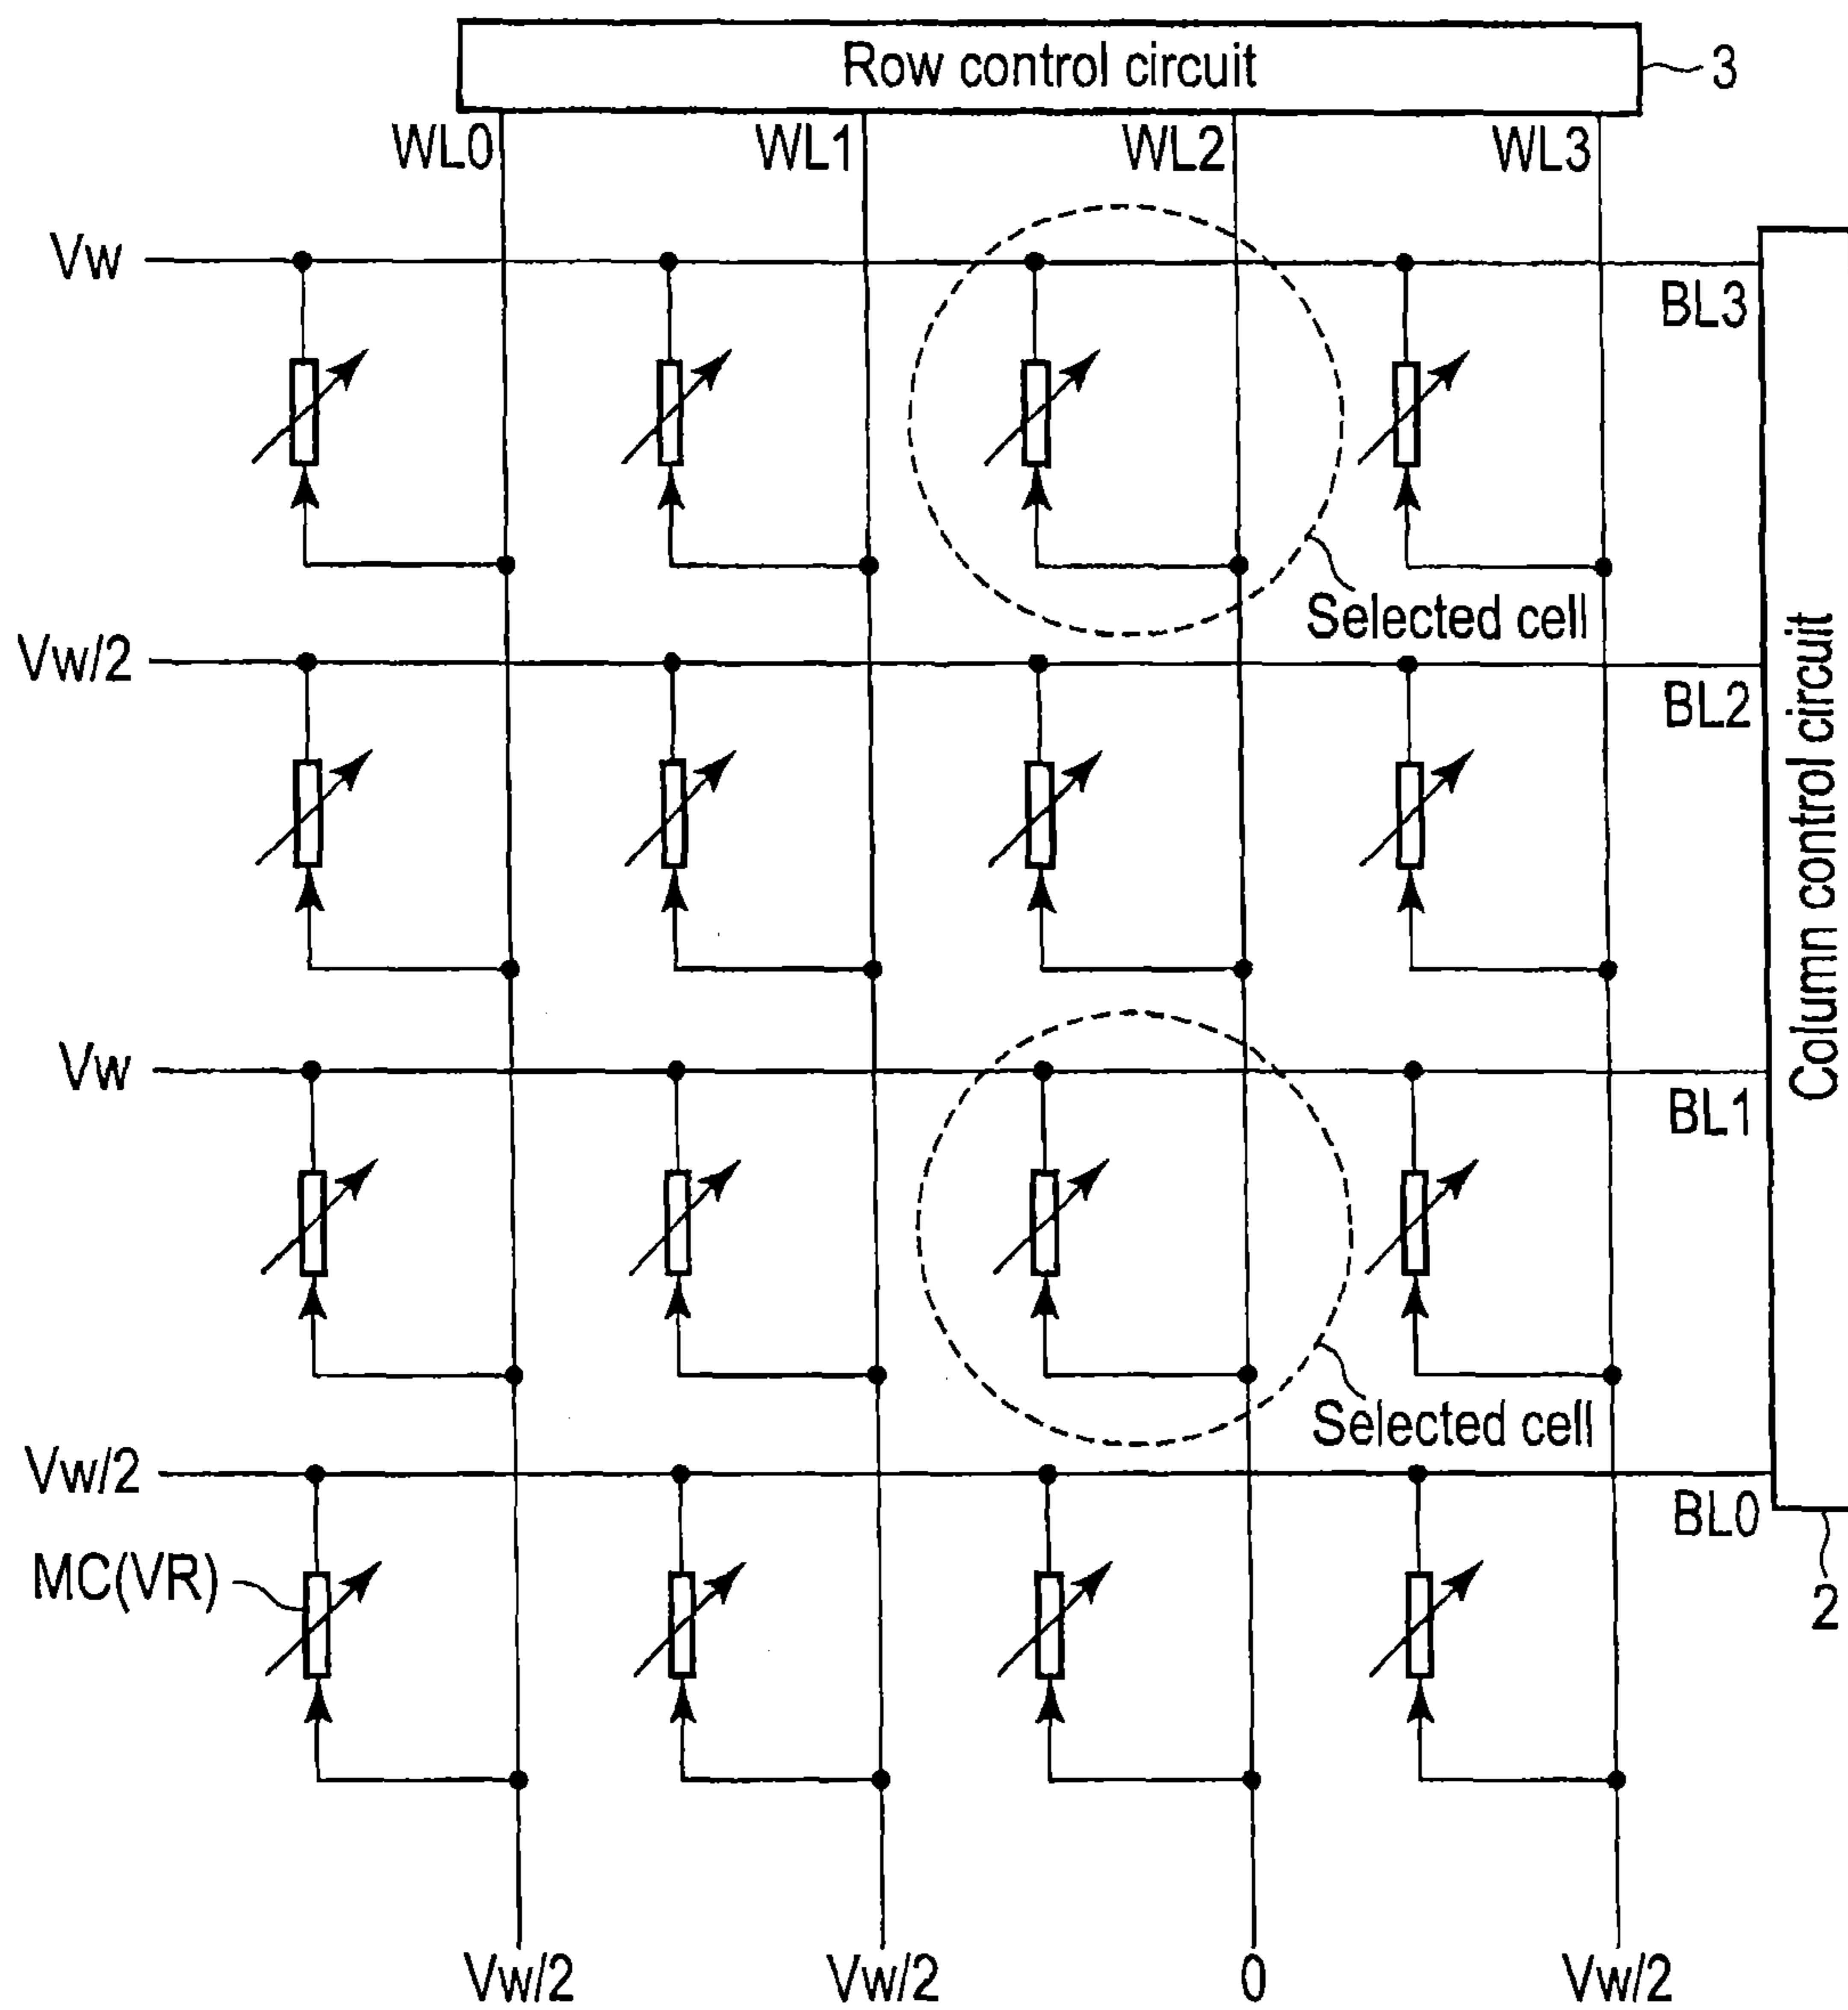 Row control circuit
3
WL0
WL1
WL2
WL3
Vw
BL3
Selected cell
Vw/2
BL2
Column control circuit
Vw
BL1
Selected cell
Vw/2
BL0
MC(VR)
2
Vw/2
Vw/2
0
Vw/2